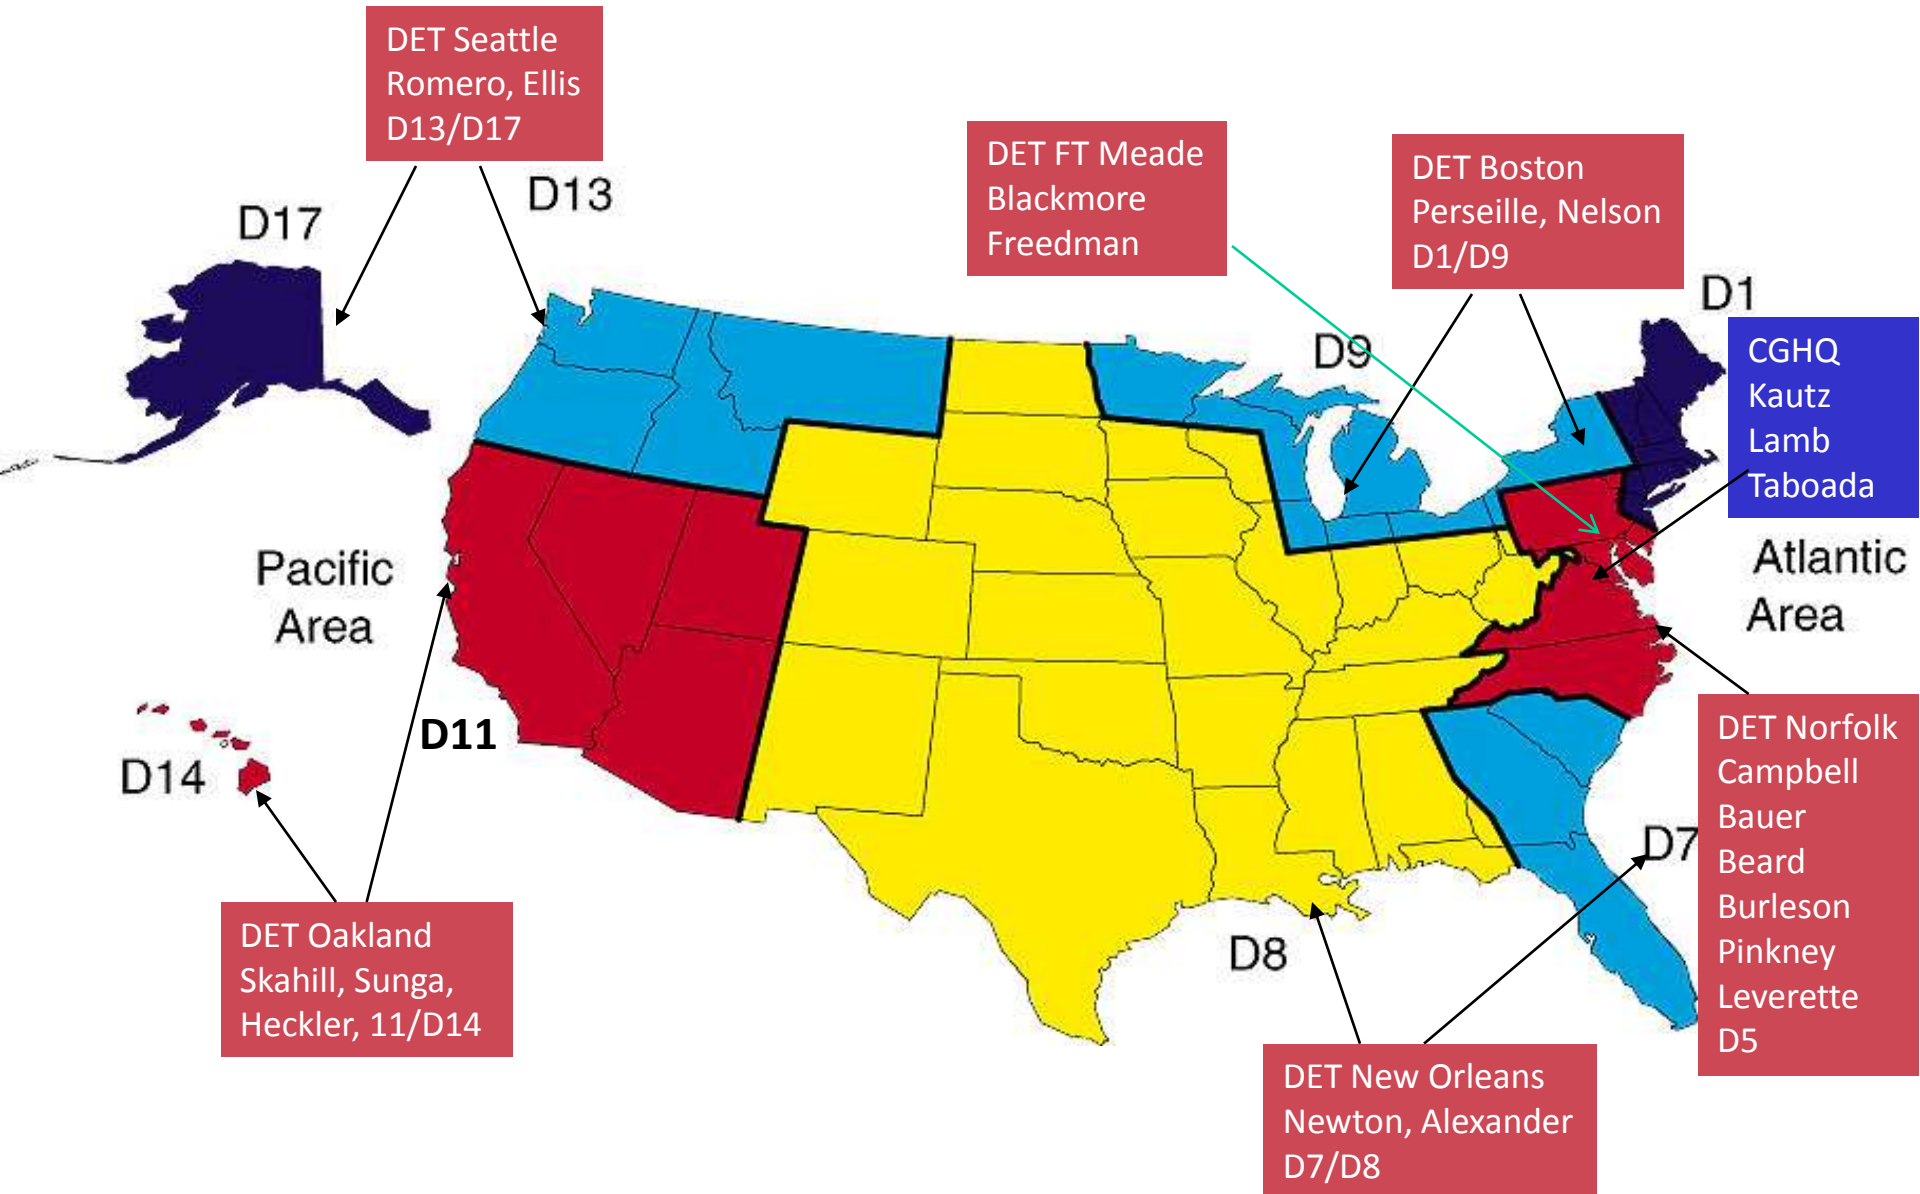 DET Seattle
Romero, Ellis
D13/D17
D13
D17
DET FT Meade
Blackmore
Freedman
DET Boston
Perseille, Nelson
D1/D9
D1
D9
CGHQ
Kautz
Lamb
Taboada
Pacific
Area
Atlantic
Area
D11
D14
DET Norfolk
Campbell
Bauer
Beard
Burleson
Pinkney
Leverette
D5
D7
D8
DET Oakland
Skahill, Sunga,
Heckler, 11/D14
DET New Orleans
Newton, Alexander
D7/D8